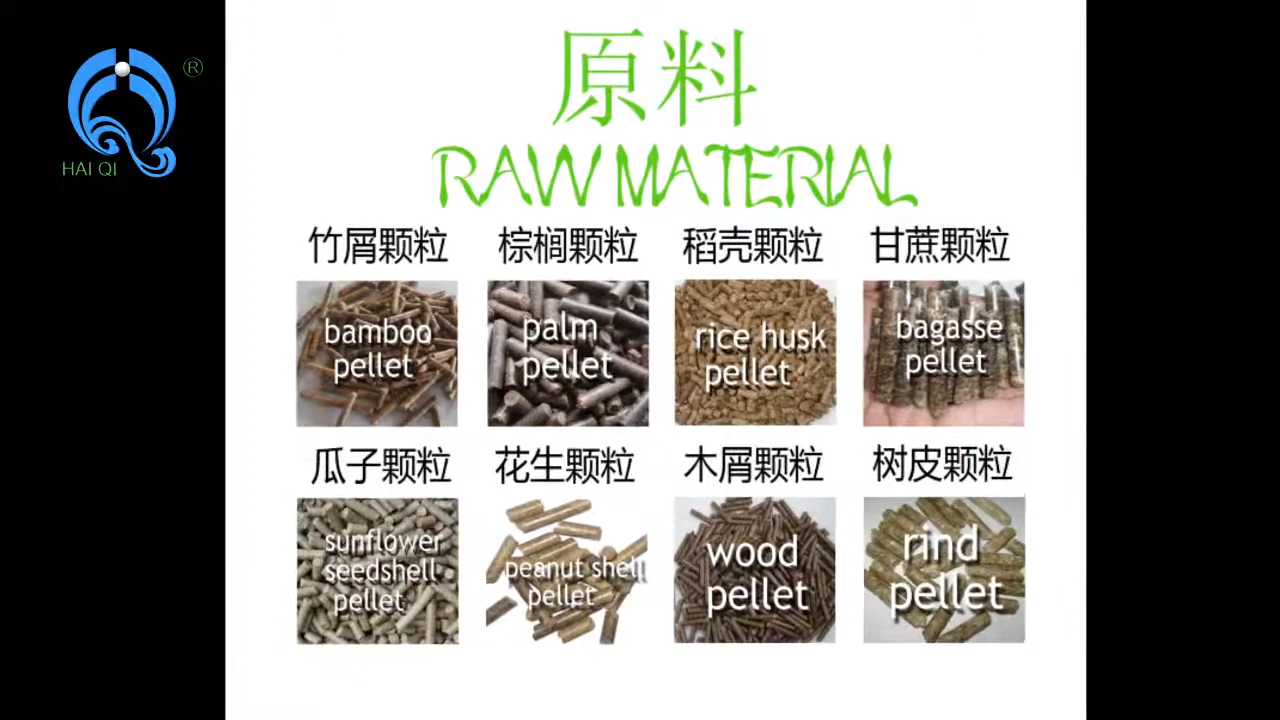 HAI QI
®
原料
RAW MATERIAL
竹屑颗粒
棕榈颗粒
稻壳颗粒
甘蔗颗粒
bamboo
pellet
palm
pellet
rice husk
pellet
bagasse
pellet
瓜子颗粒
花生颗粒
木屑颗粒
树皮颗粒
sunflower
seedshell
pellet
peanut shell
pellet
wood
pellet
rind
pellet